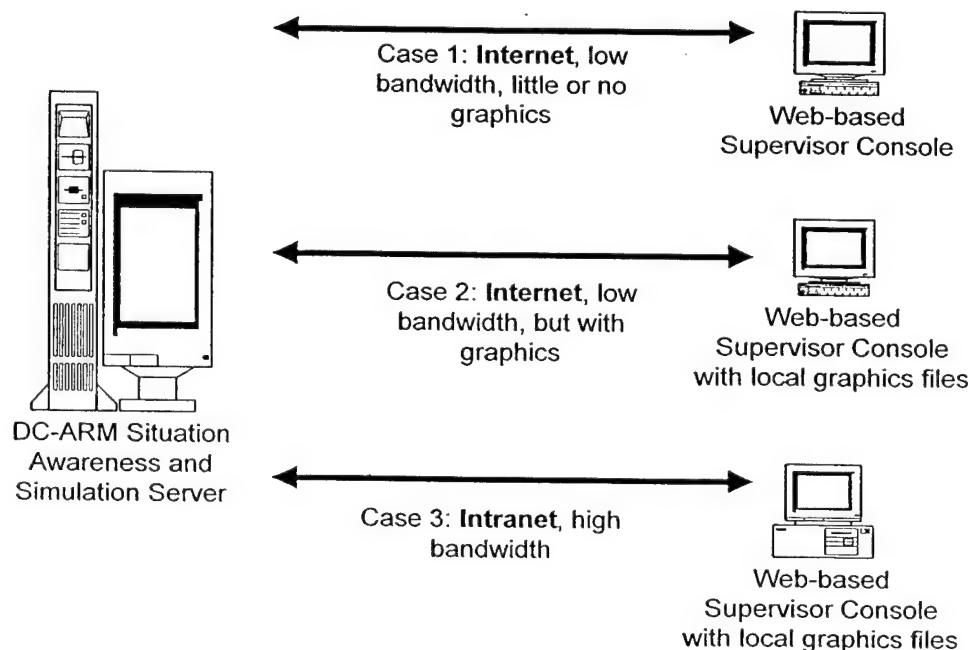 Case 1: Internet, low
bandwidth, little or no
graphics
Web-based
Supervisor Console
Case 2: Internet, low
bandwidth, but with
graphics
Web-based
Supervisor Console
with local graphics files
DC-ARM Situation
Awareness and
Simulation Server
Case 3: Intranet, high
bandwidth
Web-based
Supervisor Console
with local graphics files